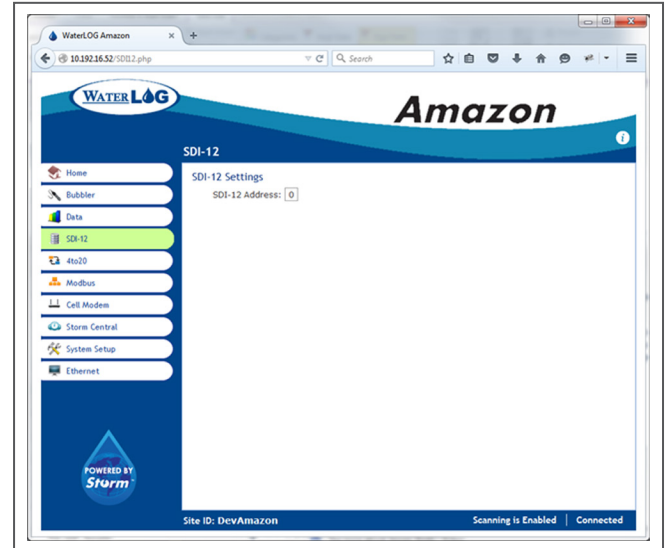 WaterLOG Amazon
10.192.16.52/SDI12.php
Search
WATERLOG
Amazon
SDI-12
Home
Bubbler
Data
SDI-12
4to20
Modbus
Cell Modem
Storm Central
System Setup
Ethernet
SDI-12 Settings
SDI-12 Address: 0
POWERED BY
Storm
Site ID: DevAmazon
Scanning is Enabled | Connected